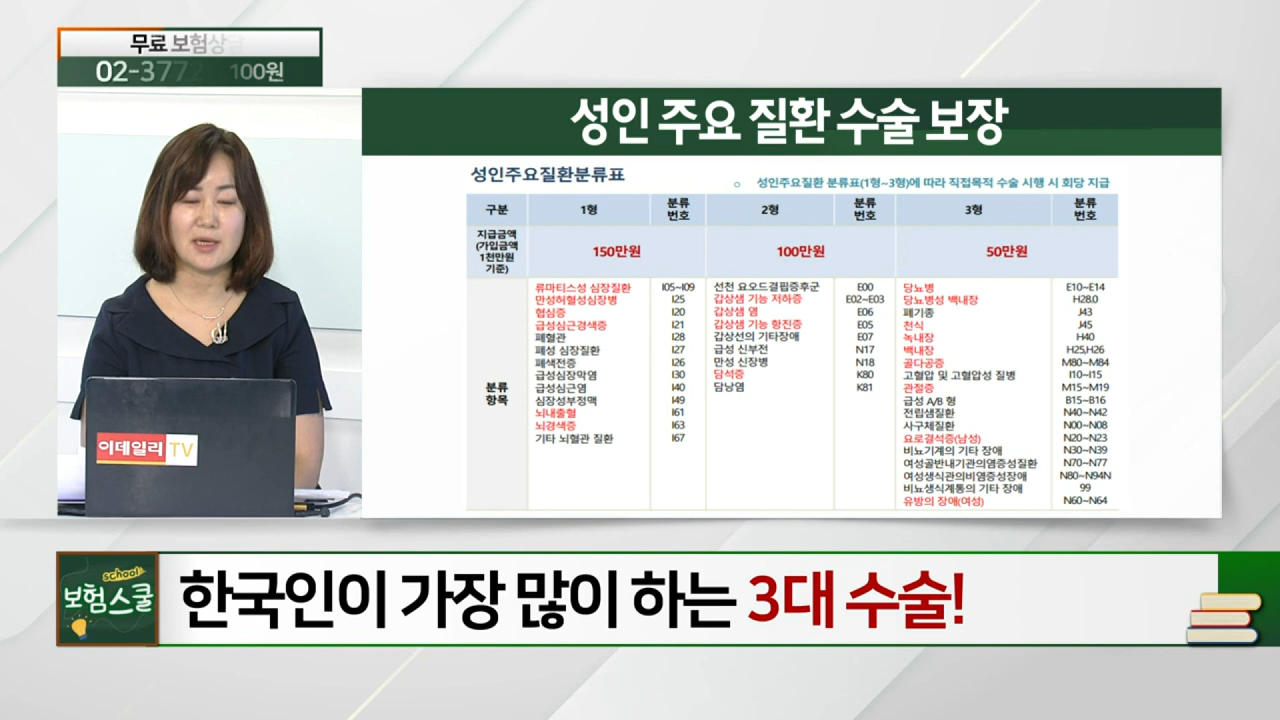 무료 보험상담
02-3772 100원
성인 주요 질환 수술 보장
성인주요질환분류표
○ 성인주요질환 분류표(1형~3형)에 따라 직접목적 수술 시행 시 회당 지급
구분 1형 분류번호 2형 분류번호 3형 분류번호
지급금액
(가입금액
1천만원
기준)
150만원 100만원 50만원
분류
항목
류마티스성 심장질환 I05~I09
만성허혈성심장병 I25
협심증 I20
급성심근경색증 I21
폐혈관 I28
폐성 심장질환 I27
폐색전증 I26
급성심장막염 I30
급성심근염 I40
심장성부정맥 I49
뇌내출혈 I61
뇌경색증 I63
기타 뇌혈관 질환 I67
선천 요오드결핍증후군 E00
갑상샘 기능 저하증 E02~E03
갑상샘 염 E06
갑상샘 기능 항진증 E05
갑상선의 기타장애 E07
급성 신부전 N17
만성 신장병 N18
담석증 K80
담낭염 K81
당뇨병 E10~E14
당뇨병성 백내장 H28.0
폐기종 J43
천식 J45
녹내장 H40
백내장 H25,H26
골다공증 M80~M84
고혈압 및 고혈압성 질병 I10~I15
관절증 M15~M19
급성 A/B 형 B15~B16
전립샘질환 N40~N42
사구체질환 N00~N08
요로결석증(남성) N20~N23
비뇨기계의 기타 장애 N30~N39
여성골반내기관의염증성질환 N70~N77
여성생식관의비염증성장애 N80~N94N
비뇨생식계통의 기타 장애 99
유방의 장애(여성) N60~N64
이데일리 TV
school
보험스쿨
한국인이 가장 많이 하는 3대 수술!